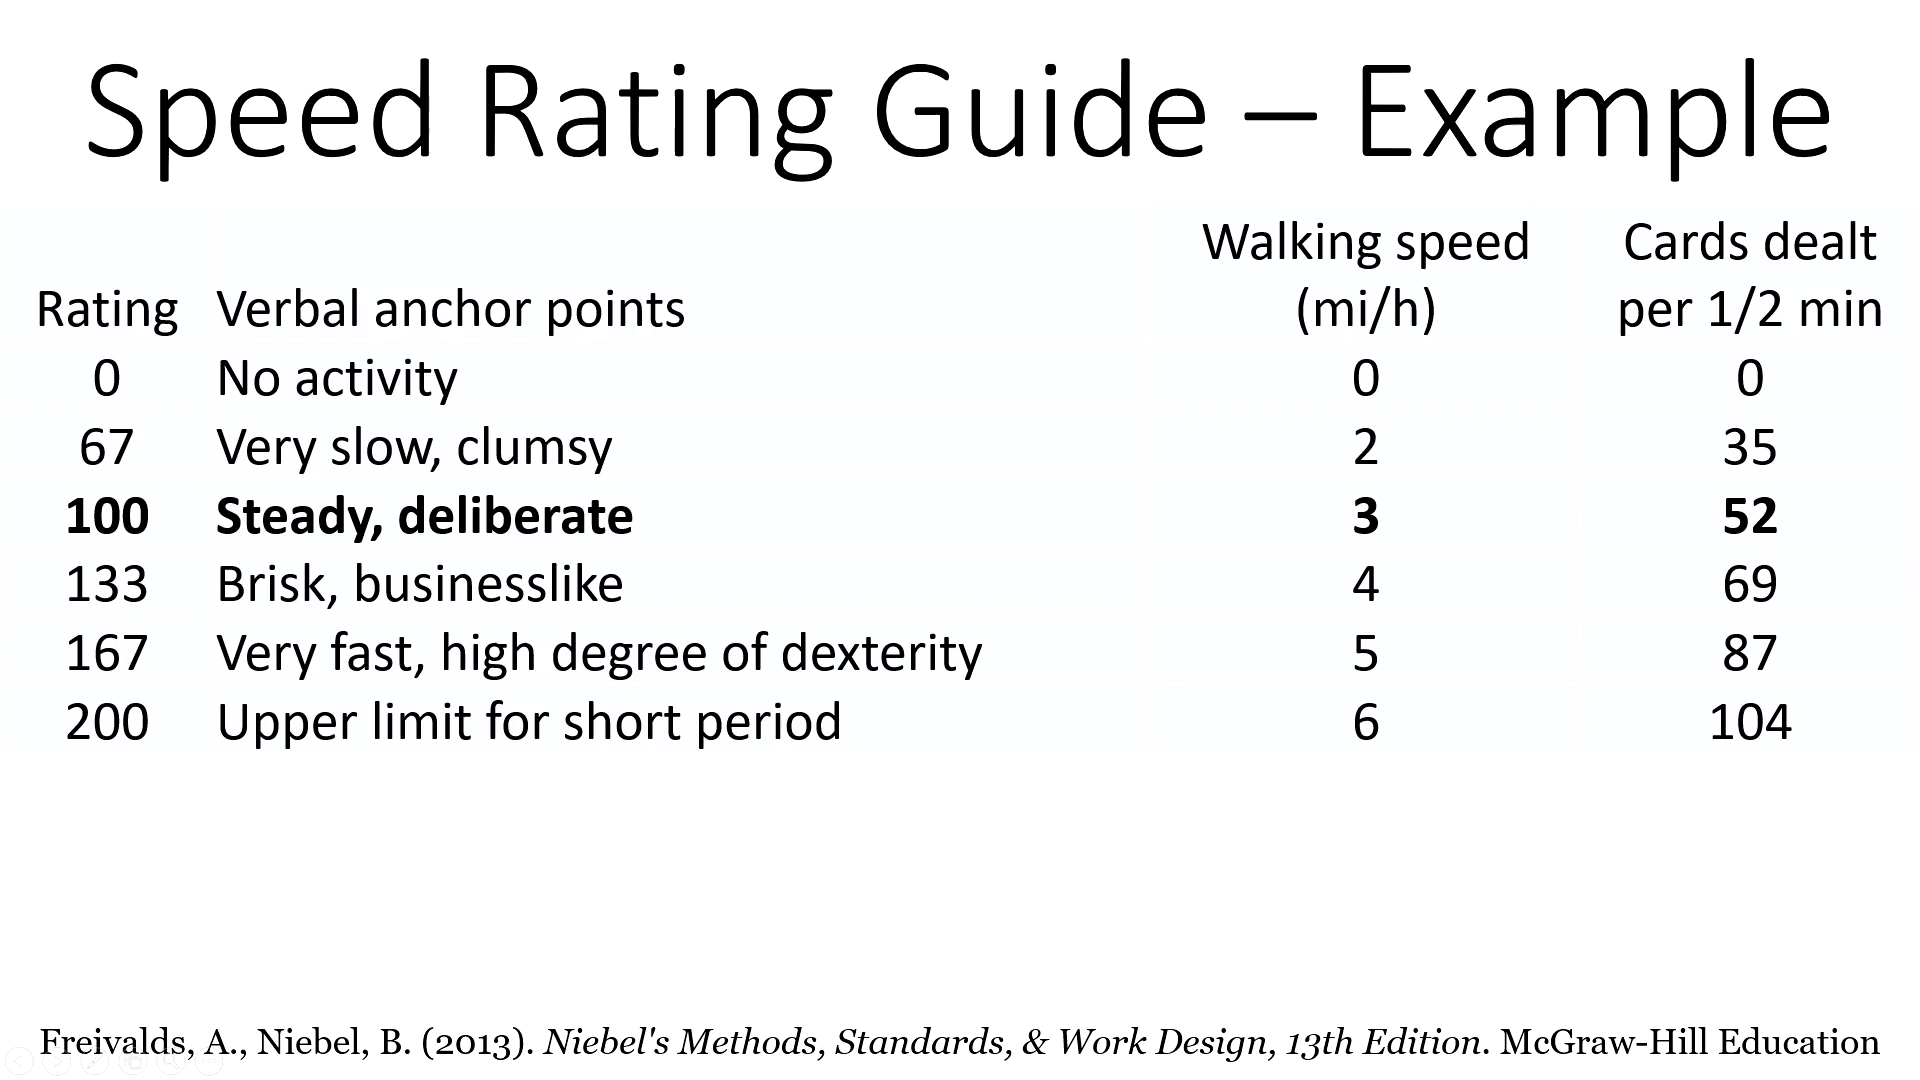 Speed Rating Guide – Example
Rating Verbal anchor points Walking speed (mi/h) Cards dealt per 1/2 min
0 No activity 0 0
67 Very slow, clumsy 2 35
100 Steady, deliberate 3 52
133 Brisk, businesslike 4 69
167 Very fast, high degree of dexterity 5 87
200 Upper limit for short period 6 104
Freivalds, A., Niebel, B. (2013). Niebel's Methods, Standards, & Work Design, 13th Edition. McGraw-Hill Education